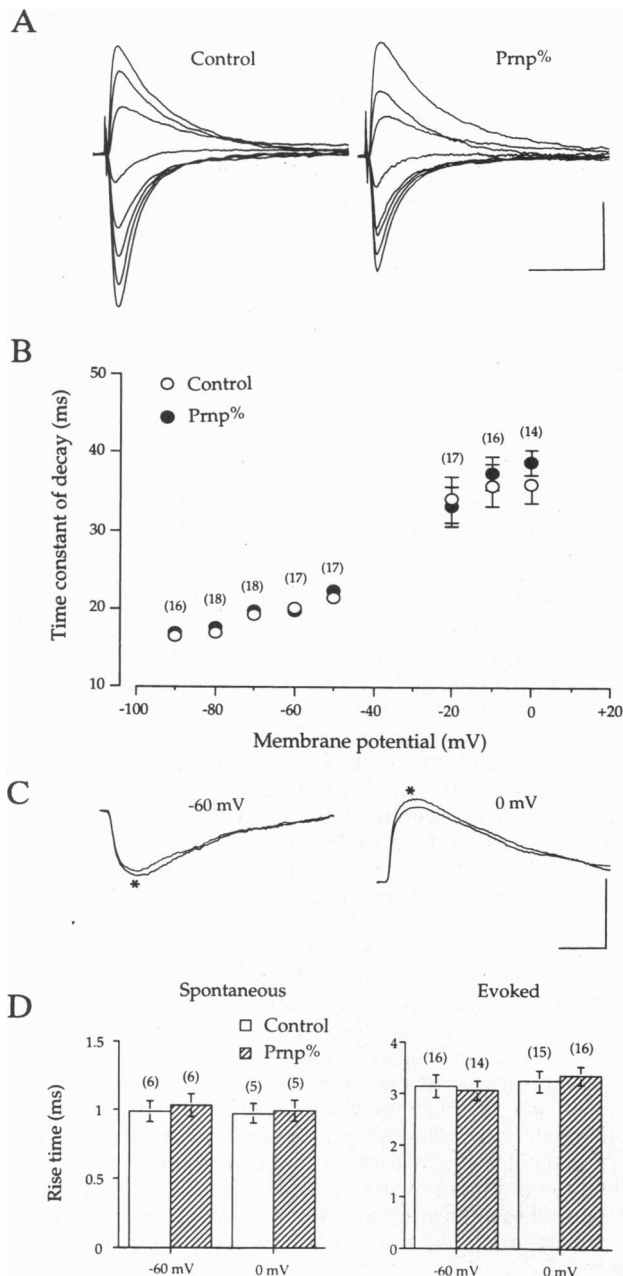 A
Control
Prnp%
B
50
40
30
20
10
Time constant of decay (ms)
Control
Prnp%
(16)
(18)
(18)
(17)
(17)
(17)
(16)
(14)
-100
-80
-60
-40
-20
0
+20
Membrane potential (mV)
C
-60 mV
*
0 mV
*
D
Spontaneous
Control
Prnp%
1.5
1
0.5
0
Rise time (ms)
(6)
(6)
(5)
(5)
-60 mV
0 mV
Evoked
4
3
2
1
0
(16)
(14)
(15)
(16)
-60 mV
0 mV